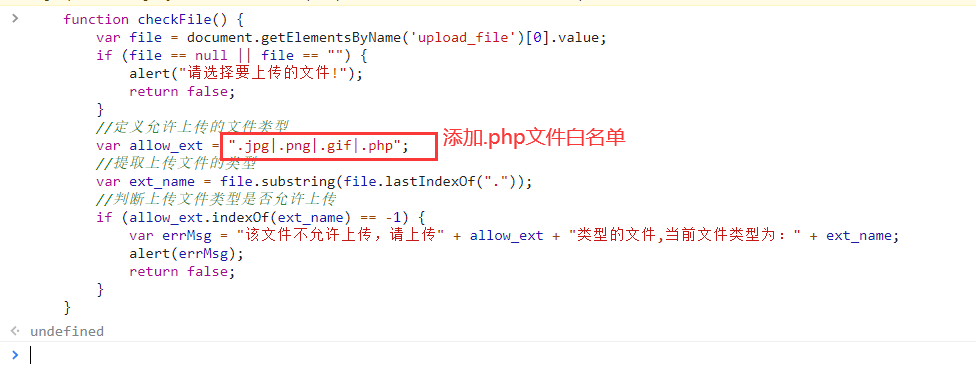 function checkFile() {
var file = document.getElementsByName('upload_file')[0].value;
if (file == null || file == "") {
alert("请选择要上传的文件!");
return false;
}
//定义允许上传的文件类型
var allow_ext = ".jpg|.png|.gif|.php"; 添加.php文件白名单
//提取上传文件的类型
var ext_name = file.substring(file.lastIndexOf("."));
//判断上传文件类型是否允许上传
if (allow_ext.indexOf(ext_name) == -1) {
var errMsg = "该文件不允许上传，请上传" + allow_ext + "类型的文件,当前文件类型为：" + ext_name;
alert(errMsg);
return false;
}
}
undefined